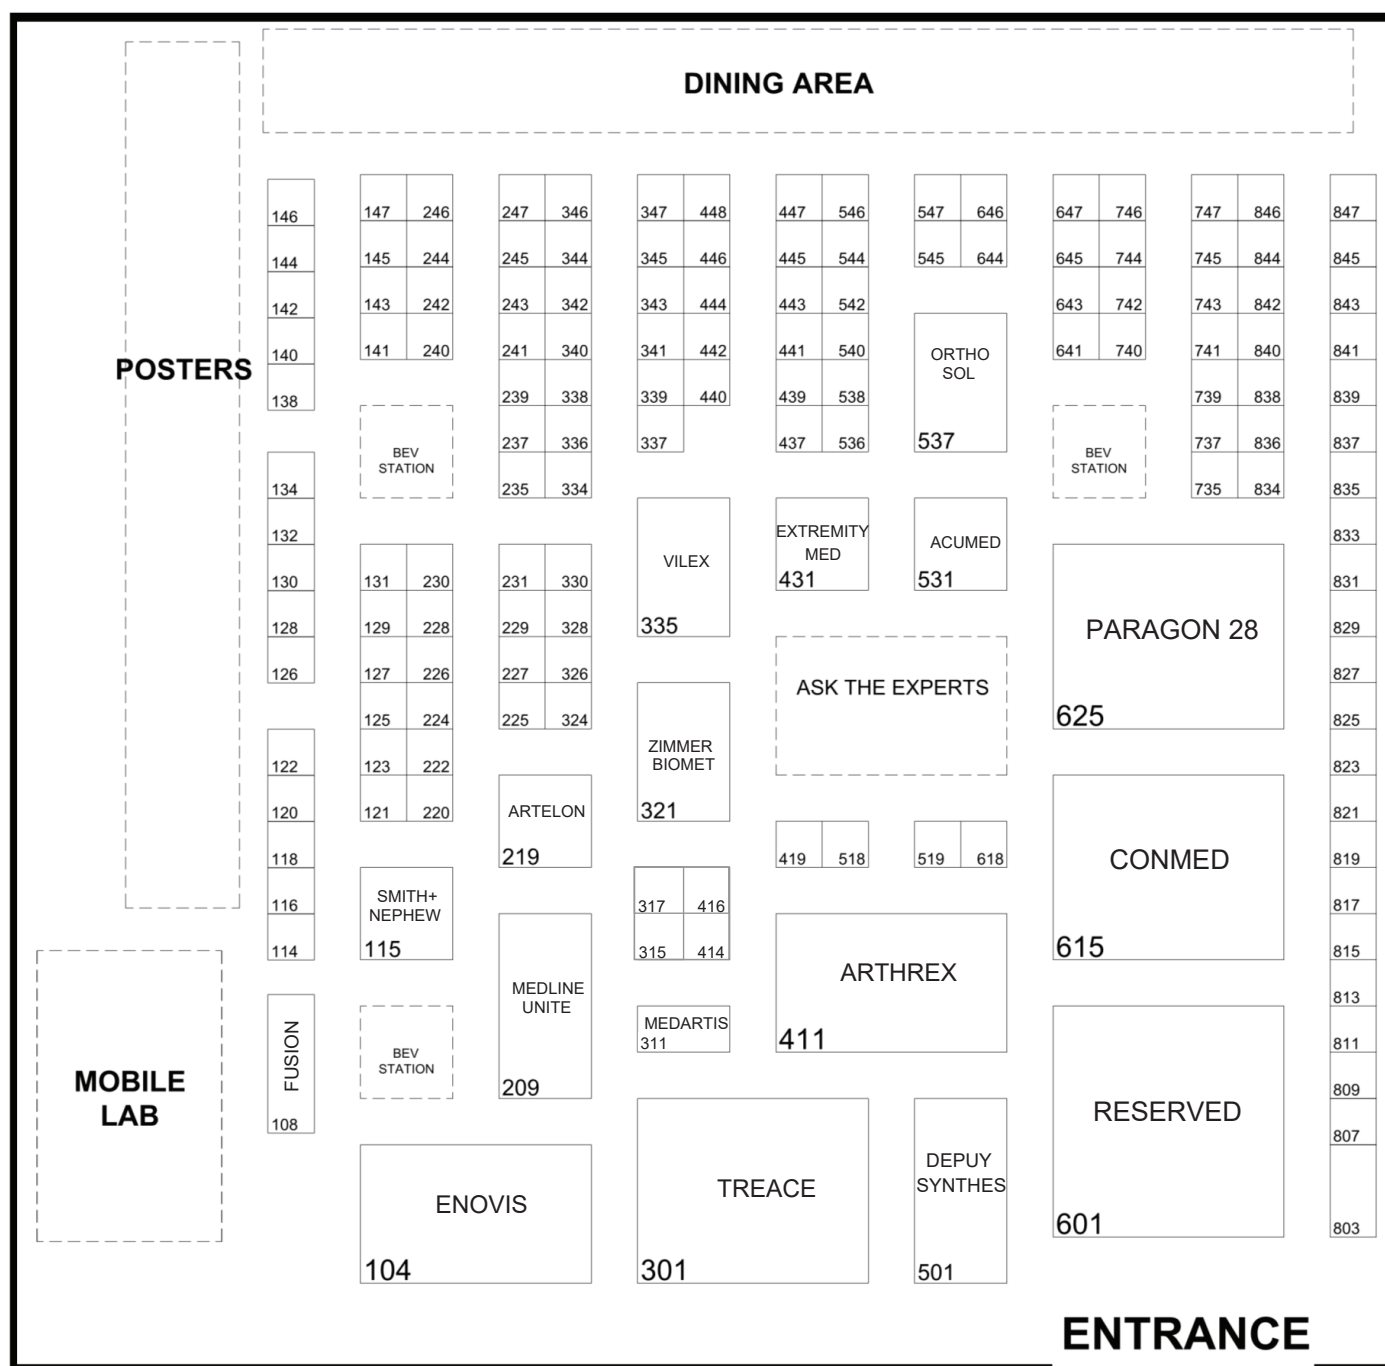 DINING AREA
146
147 246
247 346
347 448
447 546
547 646
647 746
747 846
847
144
145 244
245 344
345 446
445 544
545 644
645 744
745 844
845
142
143 242
243 342
343 444
443 542
643 742
743 842
843
140
141 240
241 340
341 442
441 540
ORTHO
SOL
537
641 740
741 840
841
POSTERS
138
239 338
339 440
439 538
739 838
839
BEV
STATION
237 336
337
437 536
BEV
STATION
737 836
837
134
235 334
735 834
835
132
VILEX
335
EXTREMITY
MED
431
ACUMED
531
833
130
131 230
231 330
PARAGON 28
625
831
128
129 228
229 328
829
126
127 226
227 326
ASK THE EXPERTS
827
125 224
225 324
ZIMMER
BIOMET
321
825
122
123 222
823
120
121 220
ARTELON
219
CONMED
615
821
118
419 518
519 618
819
116
SMITH+
NEPHEW
115
317 416
817
114
MEDLINE
UNITE
209
315 414
ARTHREX
411
815
813
MOBILE
LAB
FUSION
108
BEV
STATION
MEDARTIS
311
RESERVED
601
811
809
807
ENOVIS
104
TREACE
301
DEPUY
SYNTHES
501
803
ENTRANCE